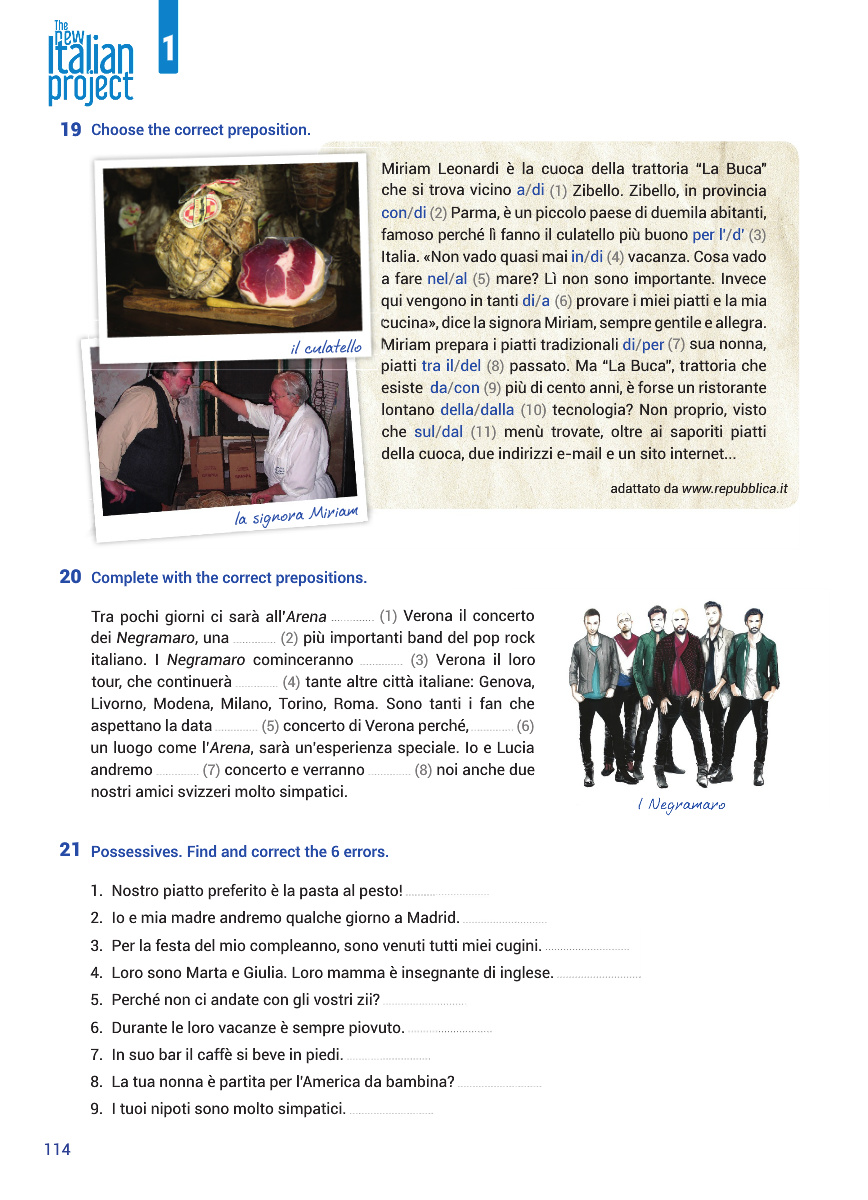 The
new
Italian
project
1
19 Choose the correct preposition.
Miriam Leonardi è la cuoca della trattoria “La Buca”
che si trova vicino a/di (1) Zibello. Zibello, in provincia
con/di (2) Parma, è un piccolo paese di duemila abitanti,
famoso perché lì fanno il culatello più buono per l'/d' (3)
Italia. «Non vado quasi mai in/di (4) vacanza. Cosa vado
a fare nel/al (5) mare? Lì non sono importante. Invece
qui vengono in tanti di/a (6) provare i miei piatti e la mia
cucina», dice la signora Miriam, sempre gentile e allegra.
Miriam prepara i piatti tradizionali di/per (7) sua nonna,
piatti tra il/del (8) passato. Ma “La Buca”, trattoria che
esiste da/con (9) più di cento anni, è forse un ristorante
lontano della/dalla (10) tecnologia? Non proprio, visto
che sul/dal (11) menù trovate, oltre ai saporiti piatti
della cuoca, due indirizzi e-mail e un sito internet...
adattato da www.repubblica.it
il culatello
la signora Miriam
20 Complete with the correct prepositions.
Tra pochi giorni ci sarà all'Arena ............. (1) Verona il concerto
dei Negramaro, una ............. (2) più importanti band del pop rock
italiano. I Negramaro cominceranno ............. (3) Verona il loro
tour, che continuerà ............. (4) tante altre città italiane: Genova,
Livorno, Modena, Milano, Torino, Roma. Sono tanti i fan che
aspettano la data ............. (5) concerto di Verona perché, ............. (6)
un luogo come l'Arena, sarà un'esperienza speciale. Io e Lucia
andremo ............. (7) concerto e verranno ............. (8) noi anche due
nostri amici svizzeri molto simpatici.
I Negramaro
21 Possessives. Find and correct the 6 errors.
1. Nostro piatto preferito è la pasta al pesto! ..........................
2. Io e mia madre andremo qualche giorno a Madrid. ..........................
3. Per la festa del mio compleanno, sono venuti tutti miei cugini. ..........................
4. Loro sono Marta e Giulia. Loro mamma è insegnante di inglese. ..........................
5. Perché non ci andate con gli vostri zii? ..........................
6. Durante le loro vacanze è sempre piovuto. ..........................
7. In suo bar il caffè si beve in piedi. ..........................
8. La tua nonna è partita per l'America da bambina? ..........................
9. I tuoi nipoti sono molto simpatici. ..........................
114